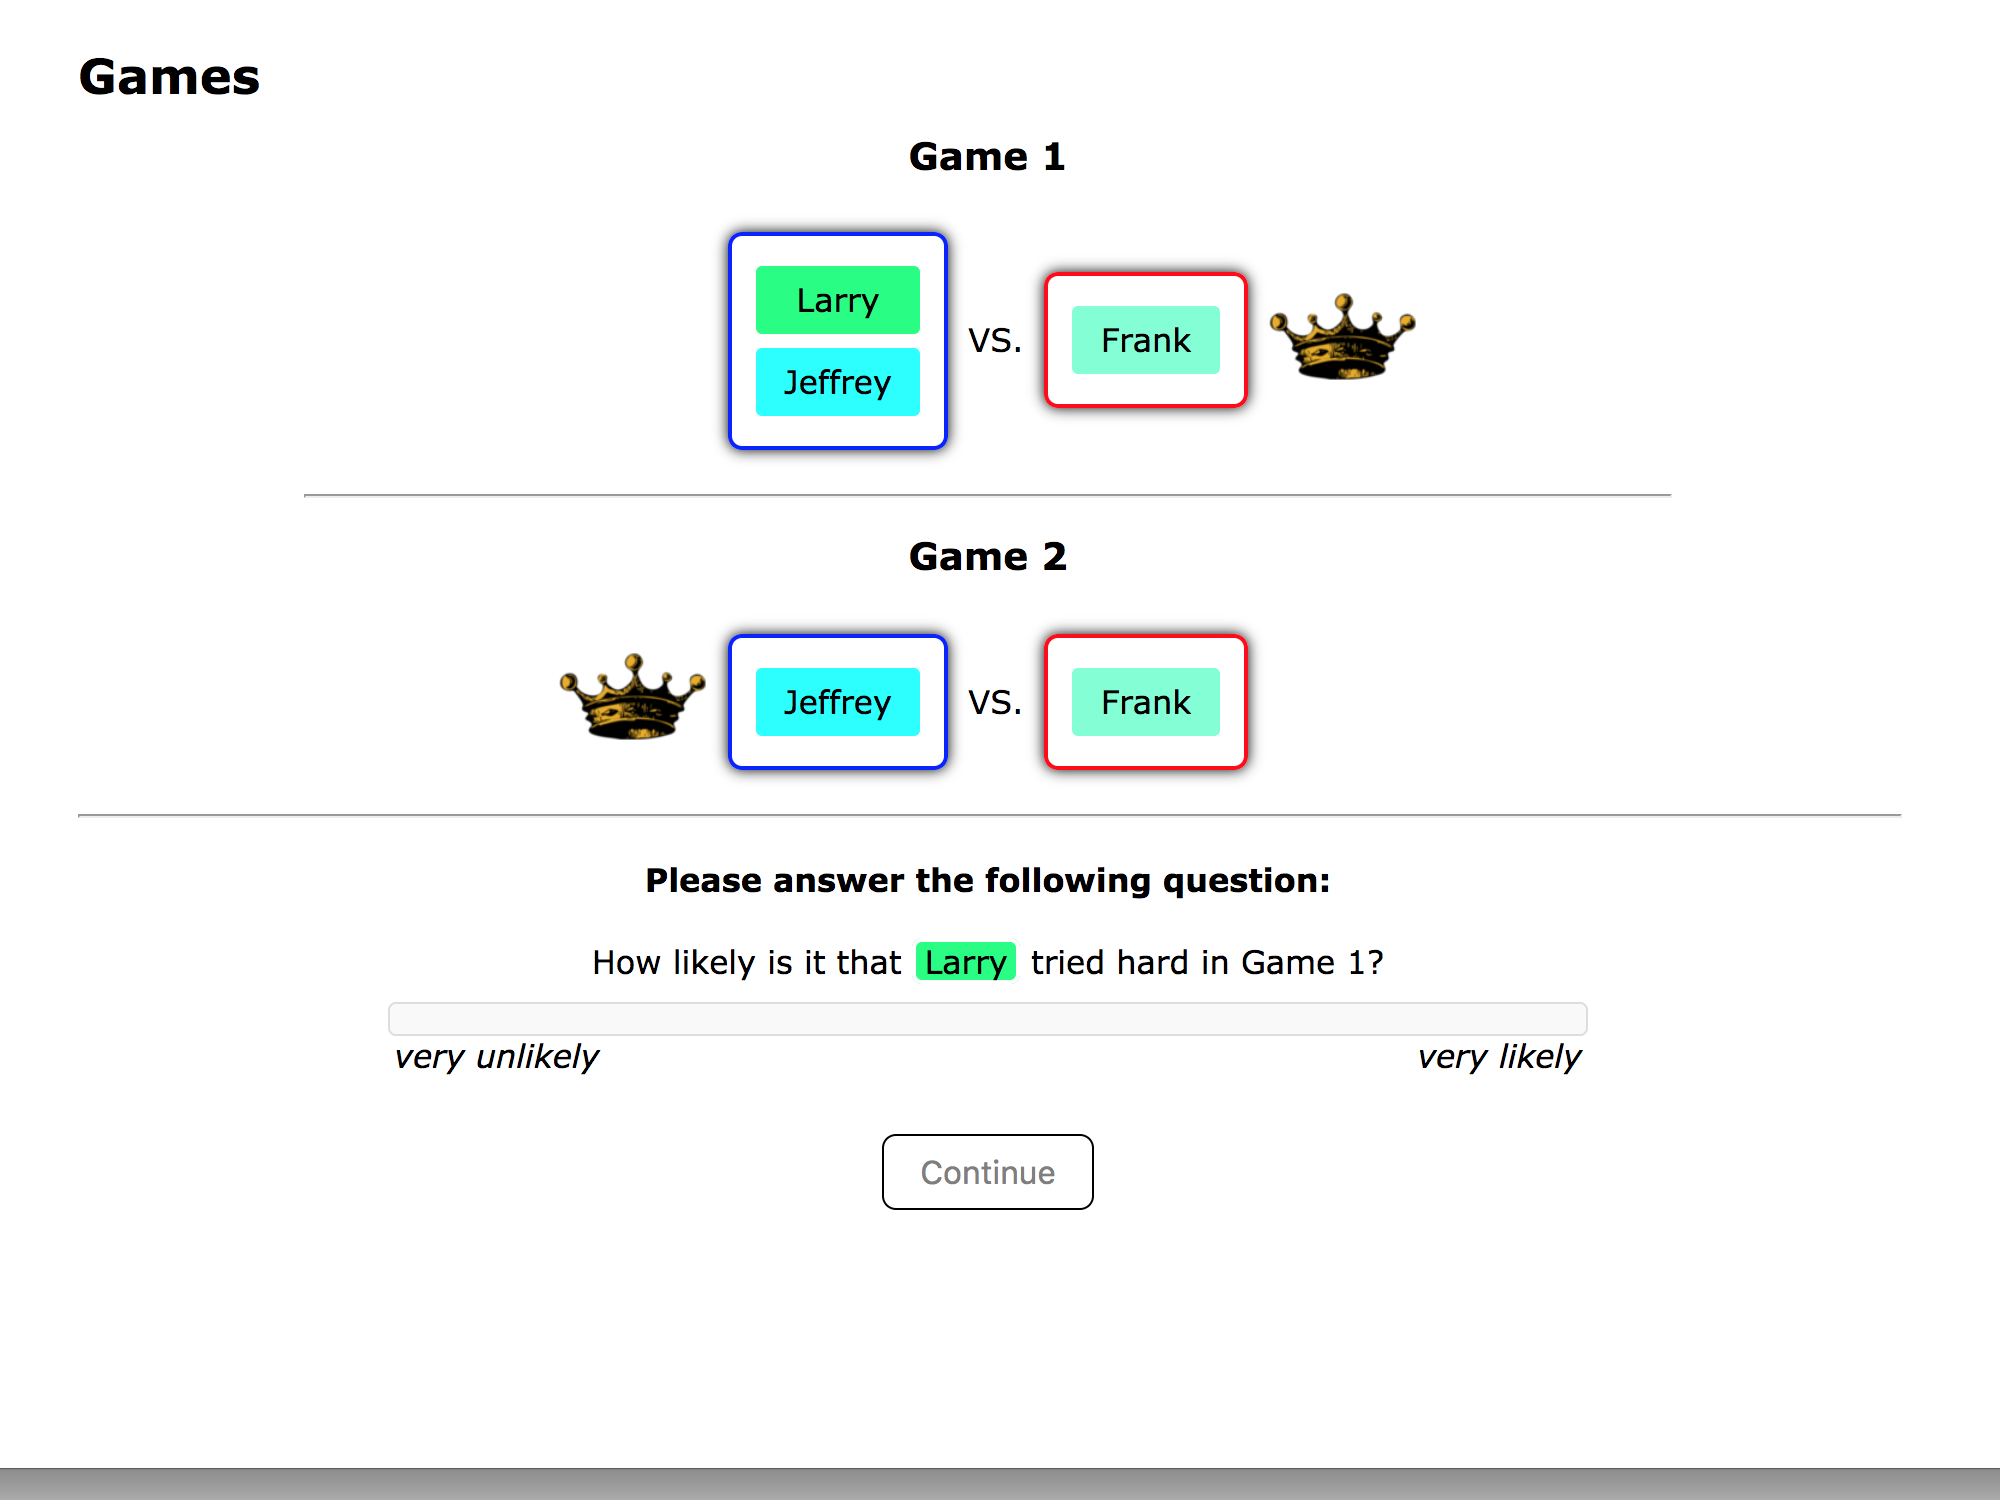 Games
Game 1
Larry
Jeffrey
VS.
Frank
Game 2
Jeffrey
VS.
Frank
Please answer the following question:
How likely is it that Larry tried hard in Game 1?
very unlikely
very likely
Continue